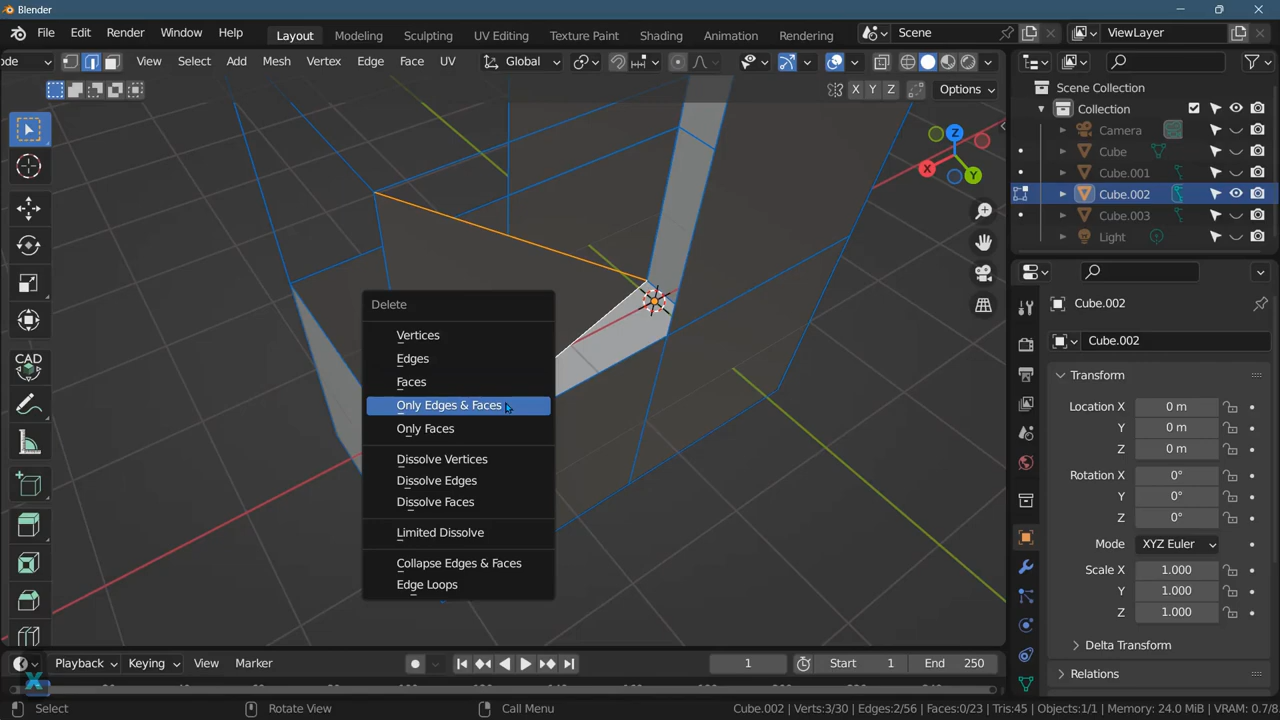 Blender
File Edit Render Window Help Layout Modeling Sculpting UV Editing Texture Paint Shading Animation Rendering Scene ViewLayer
ode View Select Add Mesh Vertex Edge Face UV Global
X Y Z Options
Scene Collection
Collection
Camera
Cube
Cube.001
Cube.002
Cube.003
Light
Z
X
Y
CAD
Delete
Vertices
Edges
Faces
Only Edges & Faces
Only Faces
Dissolve Vertices
Dissolve Edges
Dissolve Faces
Limited Dissolve
Collapse Edges & Faces
Edge Loops
Cube.002
Cube.002
Transform
Location X 0 m
Y 0 m
Z 0 m
Rotation X 0°
Y 0°
Z 0°
Mode XYZ Euler
Scale X 1.000
Y 1.000
Z 1.000
Delta Transform
Relations
Playback Keying View Marker 1 Start 1 End 250
X
Select Rotate View Call Menu Cube.002 | Verts:3/30 | Edges:2/56 | Faces:0/23 | Tris:45 | Objects:1/1 | Memory: 24.0 MiB | VRAM: 0.7/8